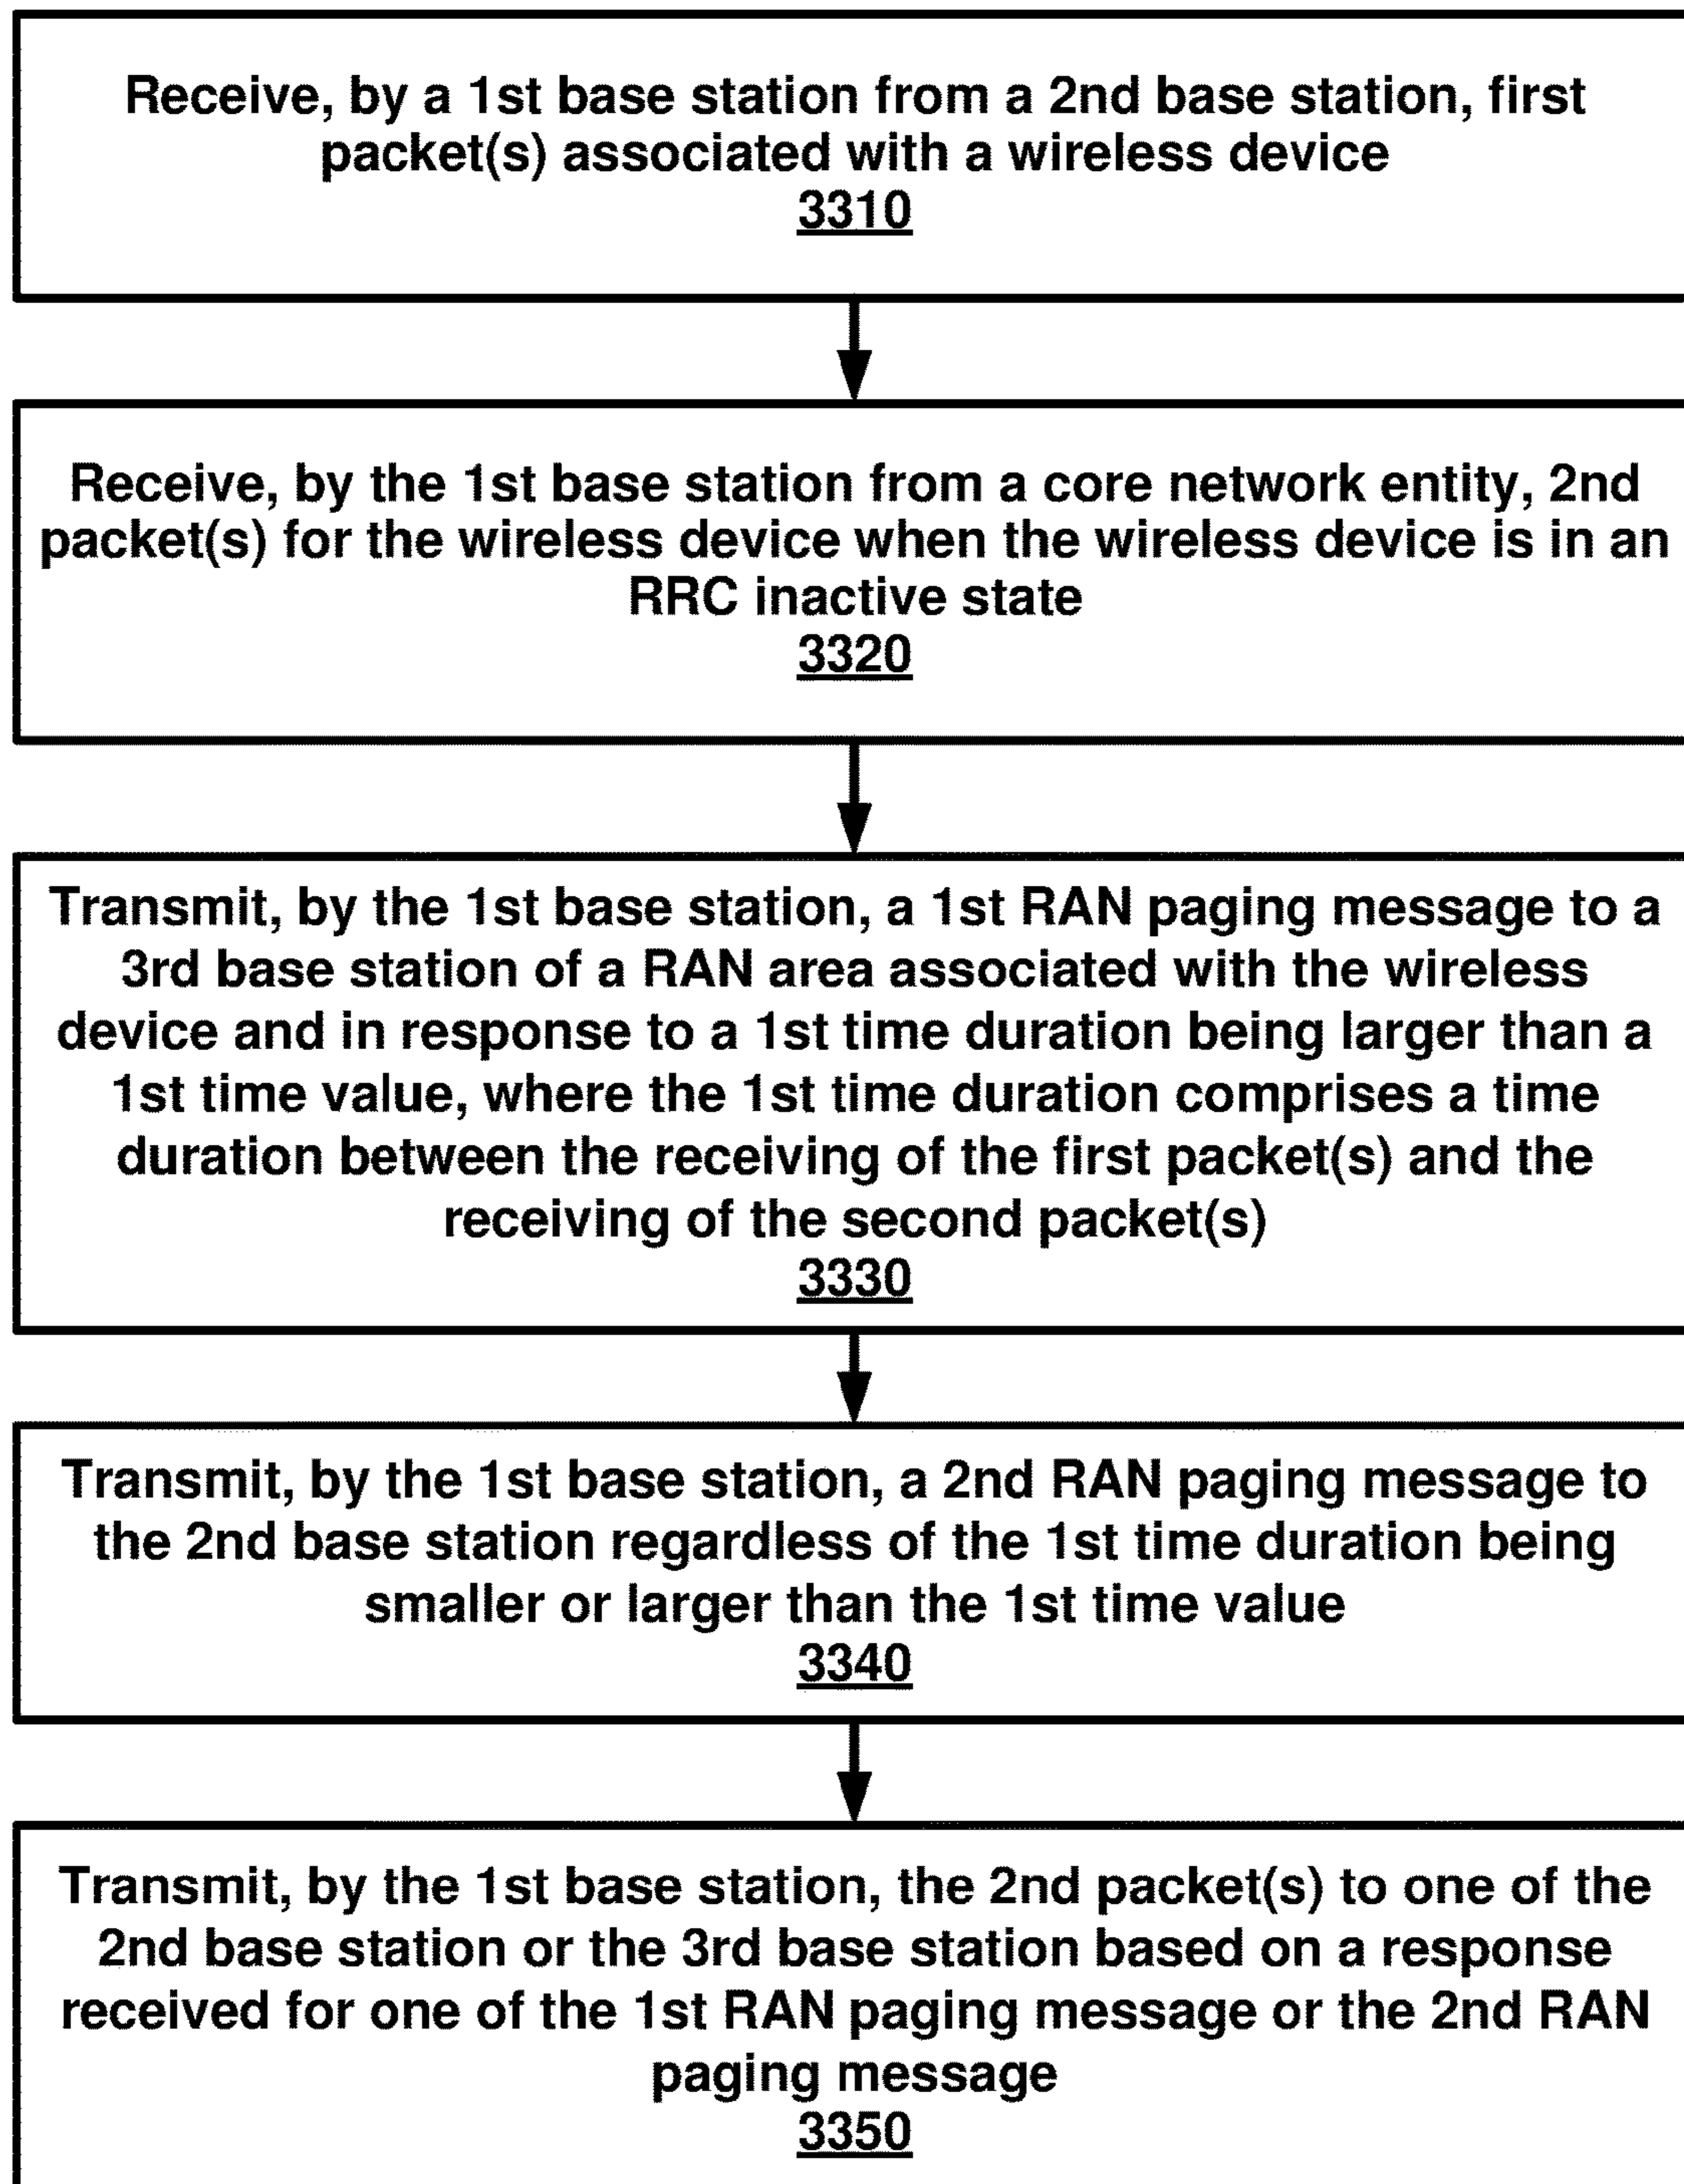 Receive, by a 1st base station from a 2nd base station, first
packet(s) associated with a wireless device
3310
Receive, by the 1st base station from a core network entity, 2nd
packet(s) for the wireless device when the wireless device is in an
RRC inactive state
3320
Transmit, by the 1st base station, a 1st RAN paging message to a
3rd base station of a RAN area associated with the wireless
device and in response to a 1st time duration being larger than a
1st time value, where the 1st time duration comprises a time
duration between the receiving of the first packet(s) and the
receiving of the second packet(s)
3330
Transmit, by the 1st base station, a 2nd RAN paging message to
the 2nd base station regardless of the 1st time duration being
smaller or larger than the 1st time value
3340
Transmit, by the 1st base station, the 2nd packet(s) to one of the
2nd base station or the 3rd base station based on a response
received for one of the 1st RAN paging message or the 2nd RAN
paging message
3350